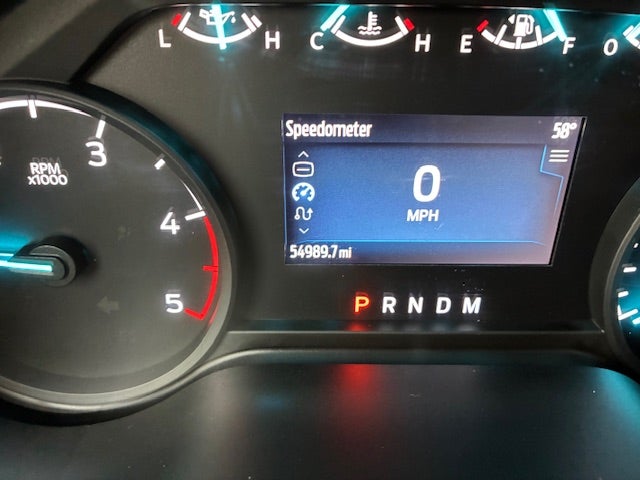 L H C H E F O
Speedometer 58°
3
RPM
x1000
0
4
MPH
54989.7 mi
5
P R N D M